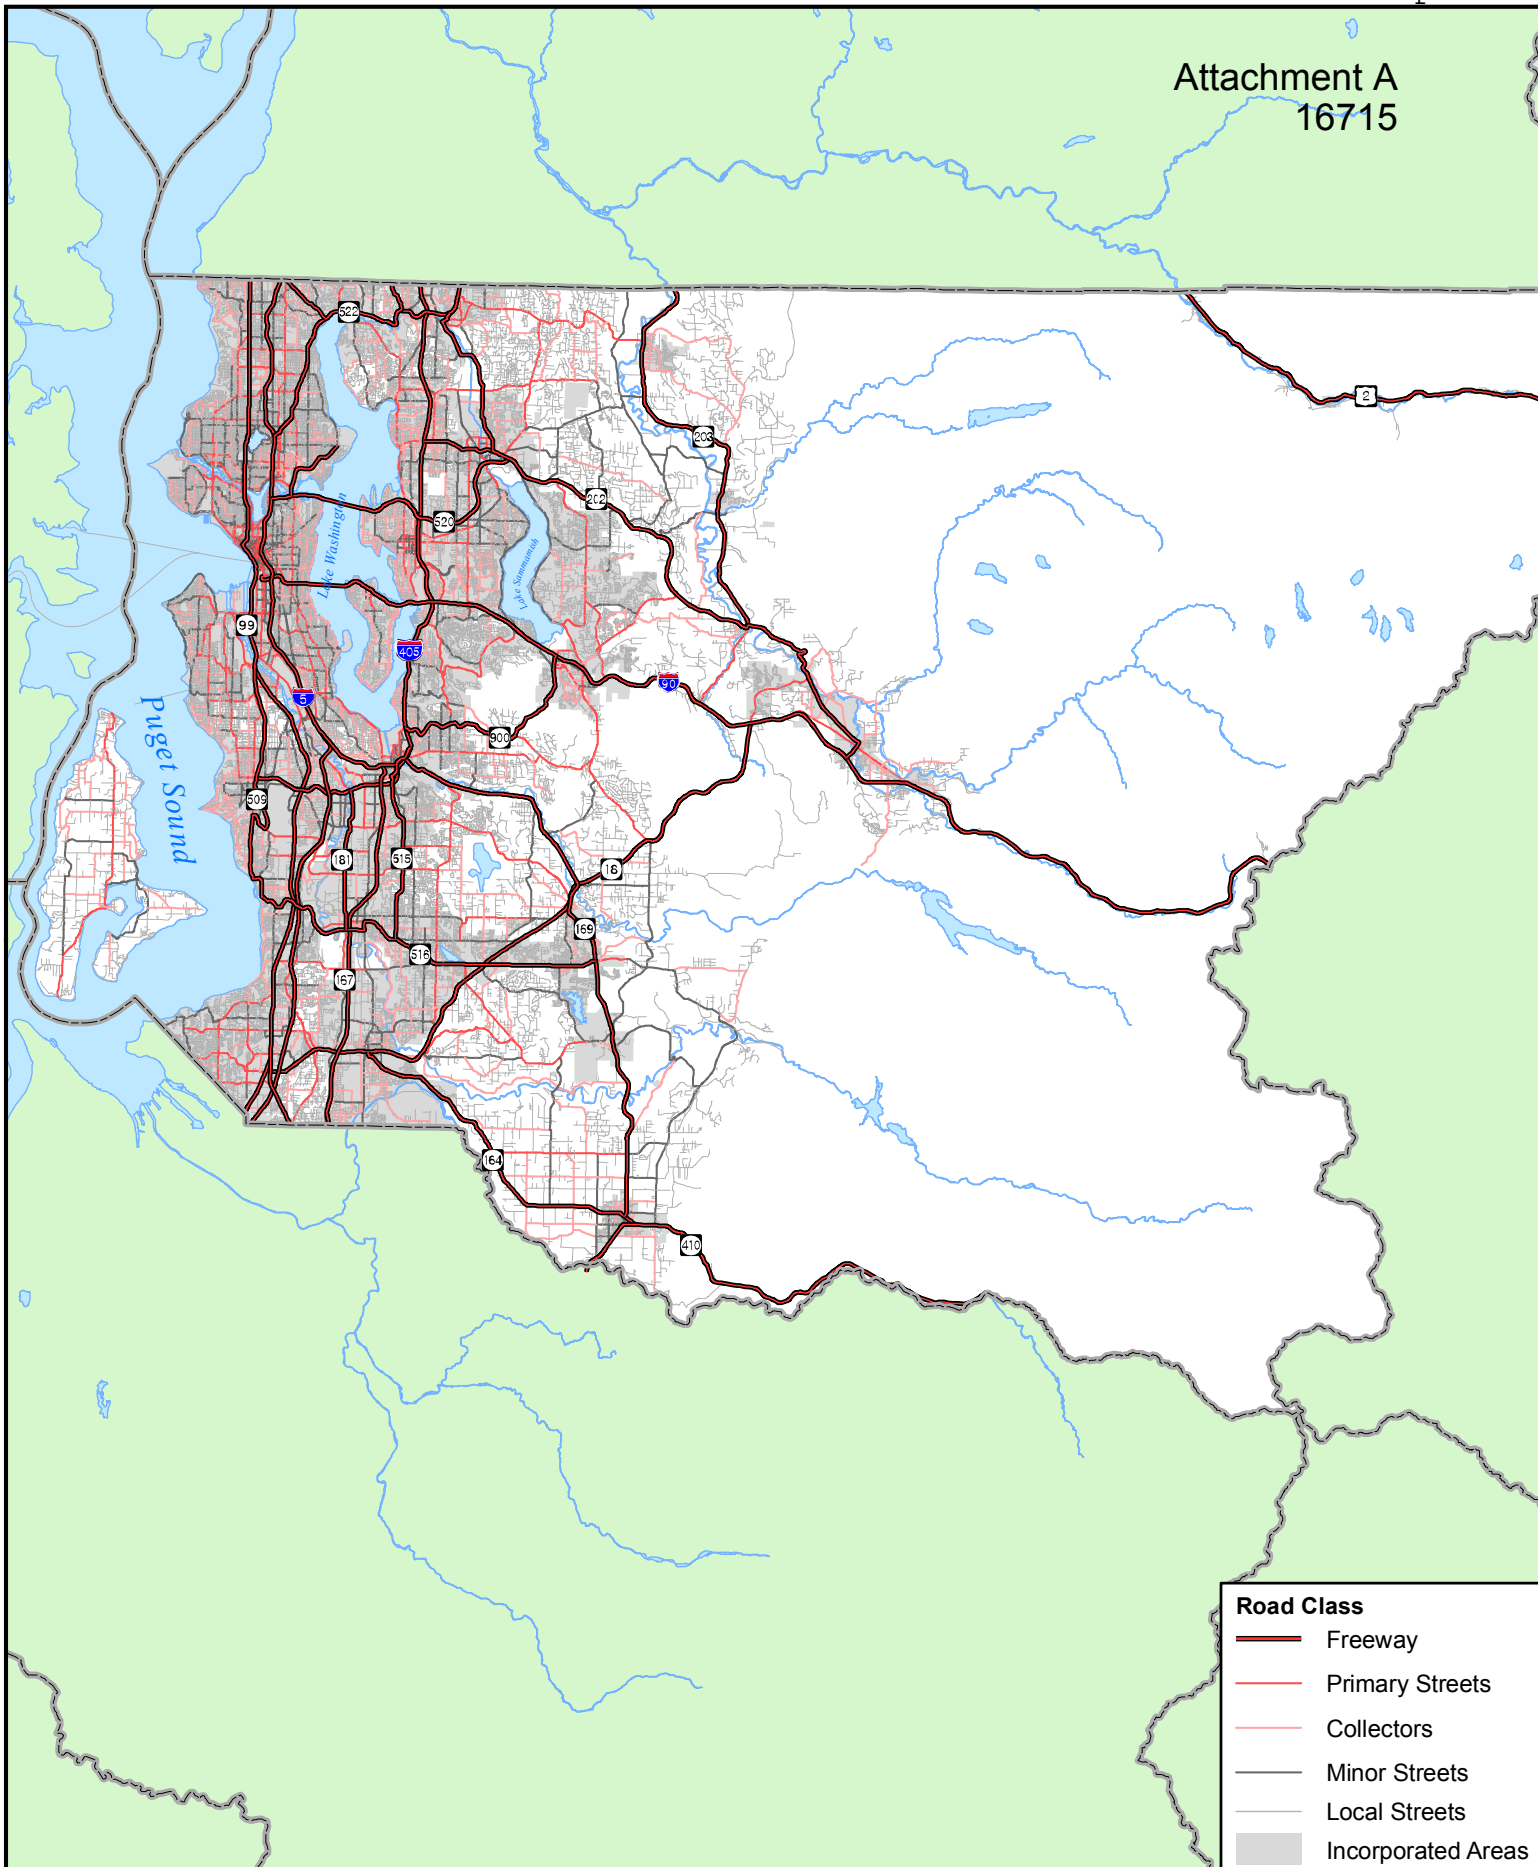 Attachment A
16715
522
2
203
202
520
Lake Washington
Lake Sammamish
99
405
5
90
Puget Sound
900
509
181
515
18
169
516
167
164
410
Road Class
Freeway
Primary Streets
Collectors
Minor Streets
Local Streets
Incorporated Areas